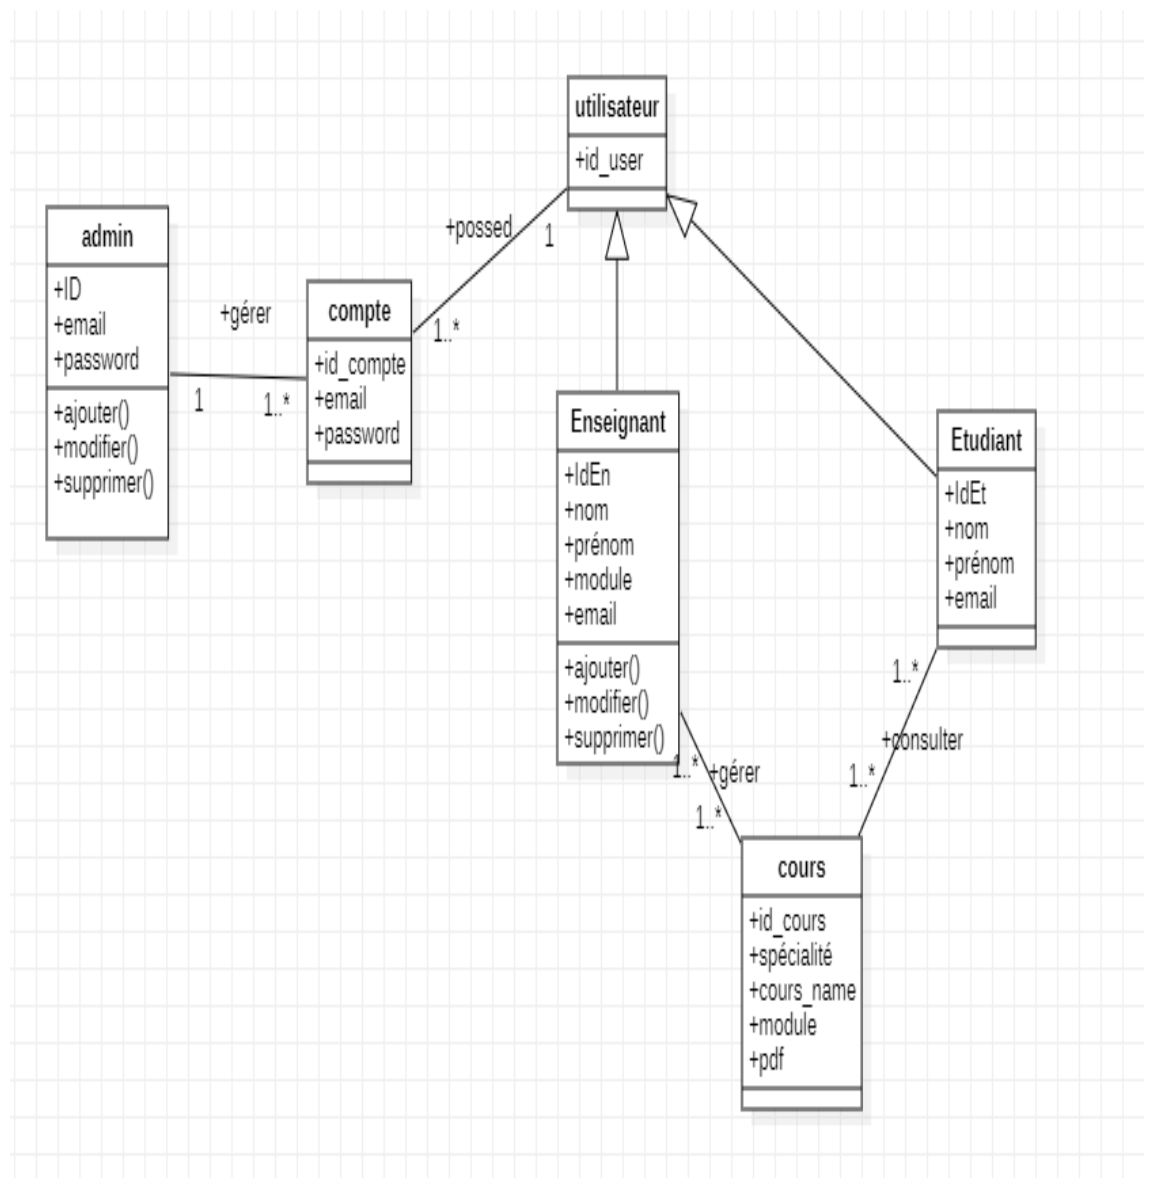 utilisateur
+id_user
+possed
1
1..*
admin
+ID
+email
+password
+ajouter()
+modifier()
+supprimer()
+gérer
1
1..*
compte
+id_compte
+email
+password
Enseignant
+IdEn
+nom
+prénom
+module
+email
+ajouter()
+modifier()
+supprimer()
Etudiant
+IdEt
+nom
+prénom
+email
1..*
+consulter
1..*
1..*
+gérer
1..*
cours
+id_cours
+spécialité
+cours_name
+module
+pdf